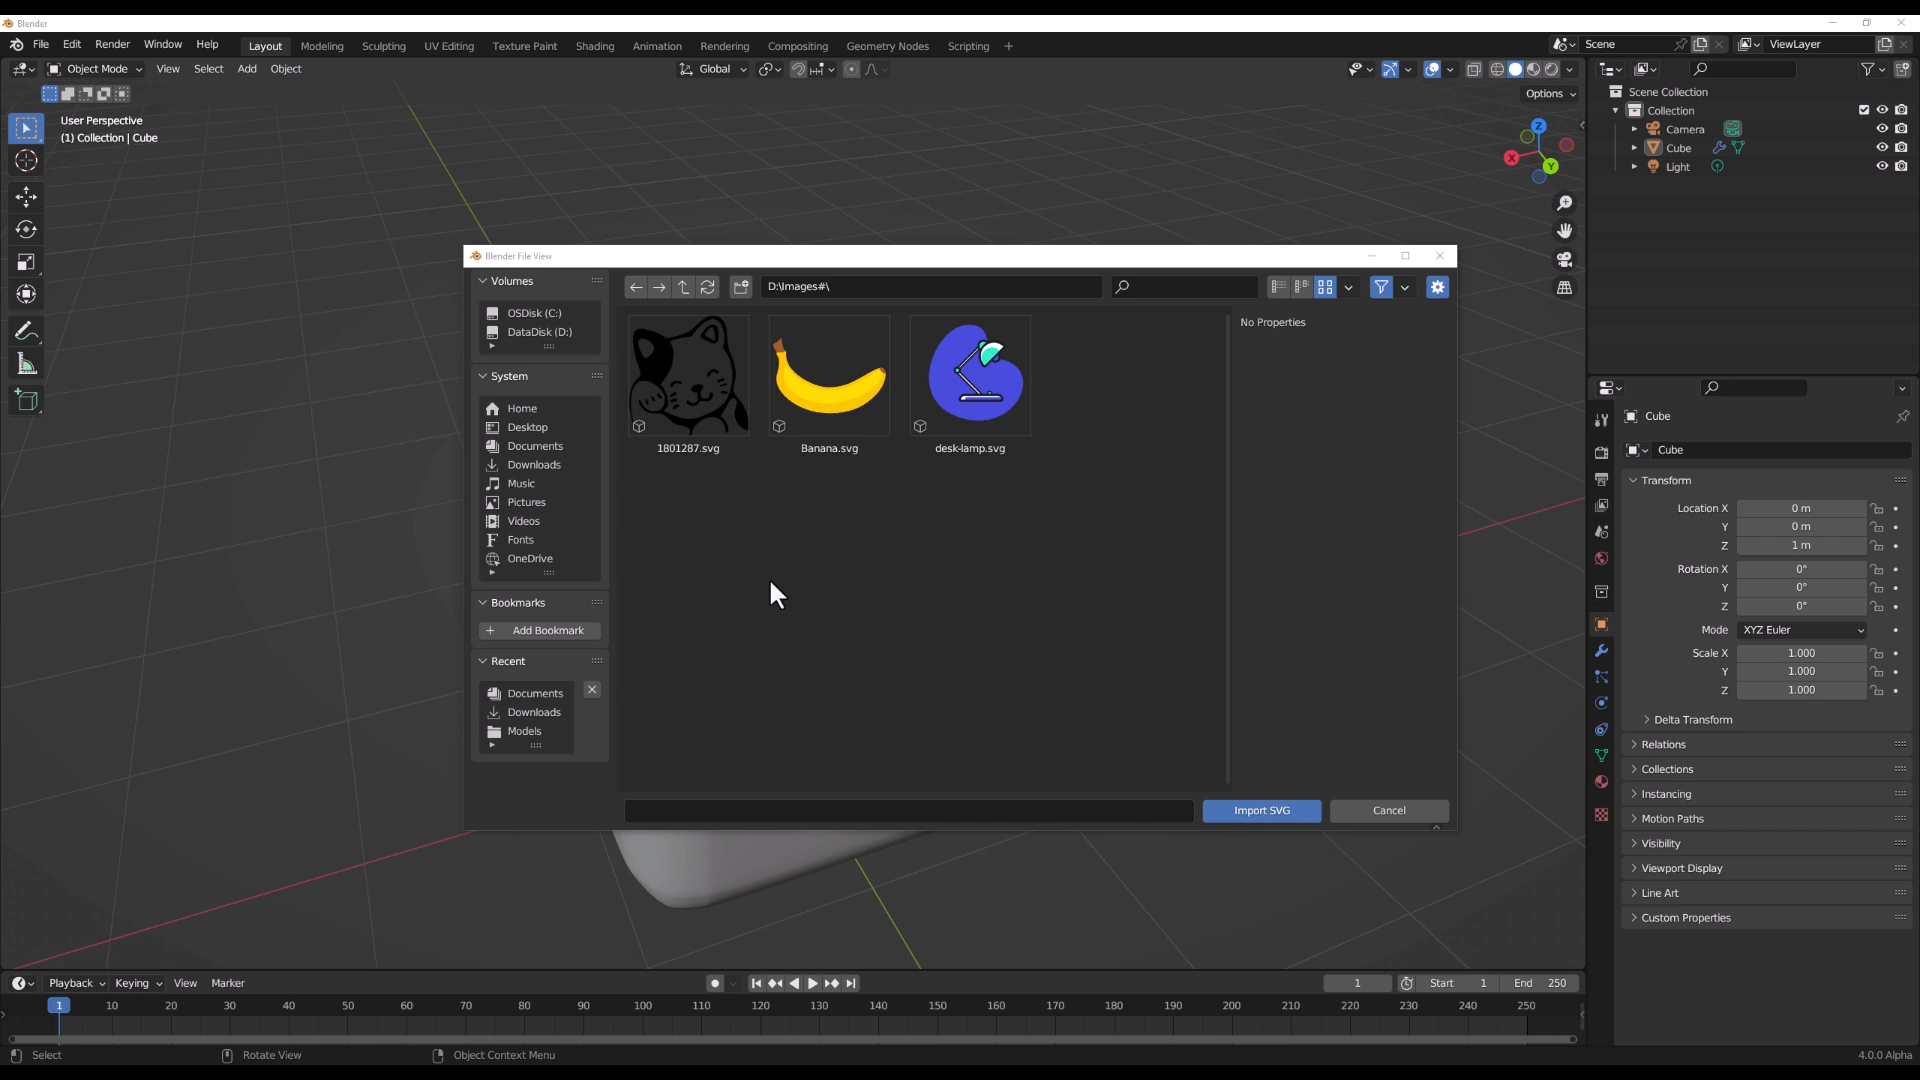 Blender
File Edit Render Window Help Layout Modeling Sculpting UV Editing Texture Paint Shading Animation Rendering Compositing Geometry Nodes Scripting + Scene ViewLayer
Object Mode View Select Add Object Global
Options
User Perspective
(1) Collection | Cube
Z
X
Y
Scene Collection
Collection
Camera
Cube
Light
Blender File View
Volumes
OSDisk (C:)
DataDisk (D:)
System
Home
Desktop
Documents
Downloads
Music
Pictures
Videos
Fonts
OneDrive
Bookmarks
Add Bookmark
Recent
Documents
Downloads
Models
D:\Images#\
No Properties
1801287.svg
Banana.svg
desk-lamp.svg
Import SVG
Cancel
Cube
Cube
Transform
Location X 0 m
Y 0 m
Z 1 m
Rotation X 0°
Y 0°
Z 0°
Mode XYZ Euler
Scale X 1.000
Y 1.000
Z 1.000
Delta Transform
Relations
Collections
Instancing
Motion Paths
Visibility
Viewport Display
Line Art
Custom Properties
Playback Keying View Marker 1 Start 1 End 250
1 10 20 30 40 50 60 70 80 90 100 110 120 130 140 150 160 170 180 190 200 210 220 230 240 250
Select Rotate View Object Context Menu 4.0.0 Alpha